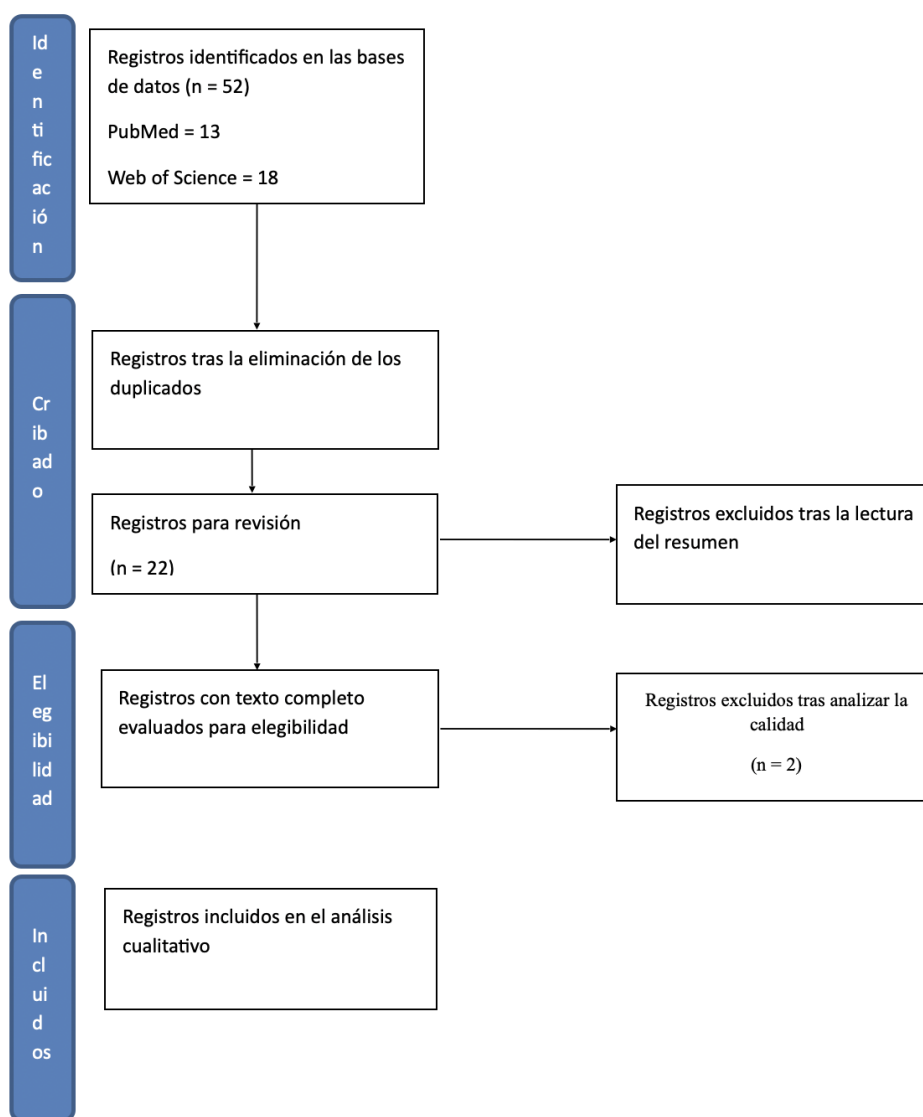 Id
e
n
ti
fic
ac
ió
n
Registros identificados en las bases
de datos (n = 52)
PubMed = 13
Web of Science = 18
Cr
ib
ad
o
Registros tras la eliminación de los
duplicados
Registros para revisión
(n = 22)
Registros excluidos tras la lectura
del resumen
El
eg
ibi
lid
ad
Registros con texto completo
evaluados para elegibilidad
Registros excluidos tras analizar la
calidad
(n = 2)
In
cl
ui
d
os
Registros incluidos en el análisis
cualitativo